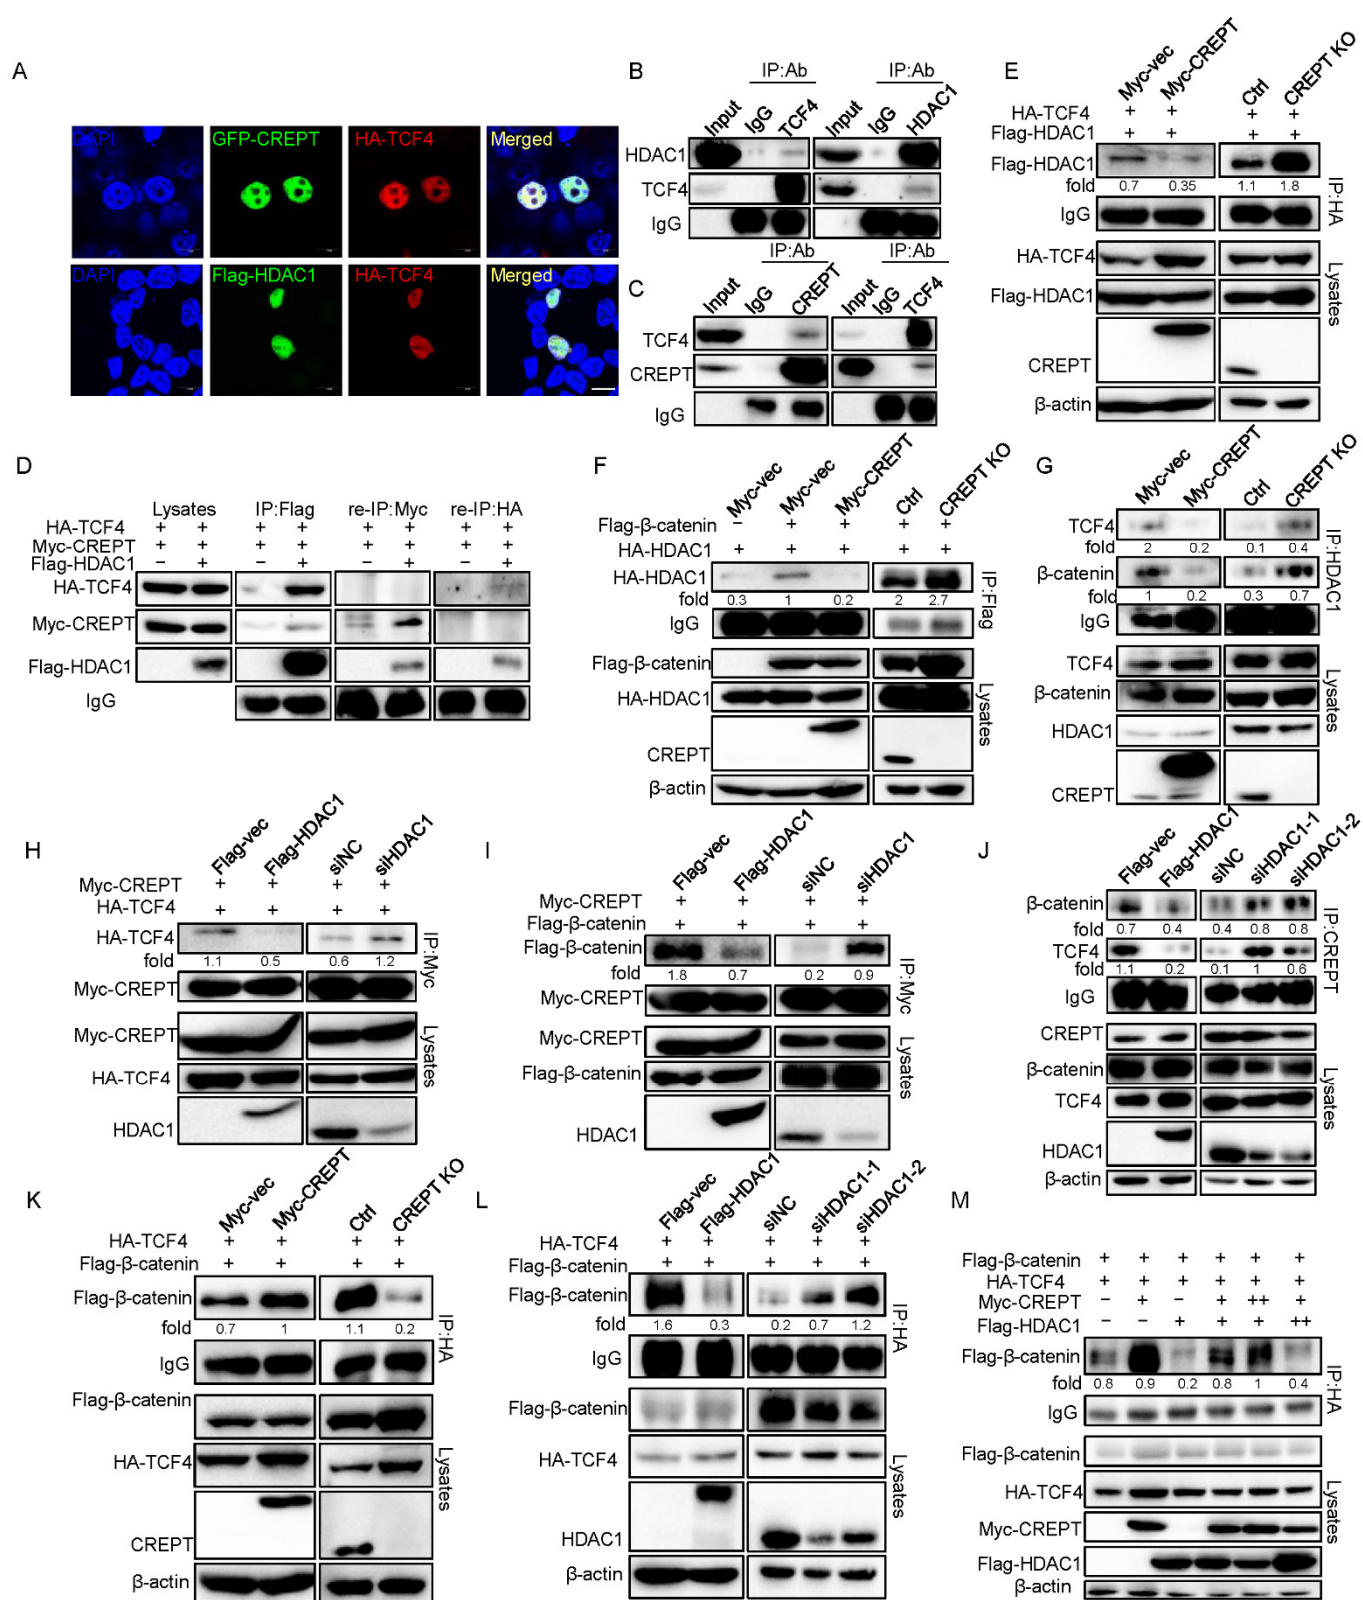 A
DAPI GFP-CREPT HA-TCF4 Merged
DAPI Flag-HDAC1 HA-TCF4 Merged
B
IP:Ab IP:Ab
Input IgG TCF4 Input IgG HDAC1
HDAC1
TCF4
IgG
C
IP:Ab IP:Ab
Input IgG CREPT Input IgG TCF4
TCF4
CREPT
IgG
D
Lysates IP:Flag re-IP:Myc re-IP:HA
HA-TCF4 + + + + + + + +
Myc-CREPT + + + + + + + +
Flag-HDAC1 − + − + − + − +
HA-TCF4
Myc-CREPT
Flag-HDAC1
IgG
E
Myc-vec Myc-CREPT Ctrl CREPT KO
HA-TCF4 + + + +
Flag-HDAC1 + + + +
Flag-HDAC1
fold 0.7 0.35 1.1 1.8
IgG
IP:HA
HA-TCF4
Flag-HDAC1
CREPT
β-actin
Lysates
F
Myc-vec Myc-vec Myc-CREPT Ctrl CREPT KO
Flag-β-catenin − + + + +
HA-HDAC1 + + + + +
HA-HDAC1
fold 0.3 1 0.2 2 2.7
IgG
IP:Flag
Flag-β-catenin
HA-HDAC1
CREPT
β-actin
Lysates
G
Myc-vec Myc-CREPT Ctrl CREPT KO
TCF4
fold 2 0.2 0.1 0.4
β-catenin
fold 1 0.2 0.3 0.7
IgG
IP:HDAC1
TCF4
β-catenin
HDAC1
CREPT
Lysates
H
Flag-vec Flag-HDAC1 siNC siHDAC1
Myc-CREPT + + + +
HA-TCF4 + + + +
HA-TCF4
fold 1.1 0.5 0.6 1.2
Myc-CREPT
IP:Myc
Myc-CREPT
HA-TCF4
HDAC1
Lysates
I
Flag-vec Flag-HDAC1 siNC siHDAC1
Myc-CREPT + + + +
Flag-β-catenin + + + +
Flag-β-catenin
fold 1.8 0.7 0.2 0.9
Myc-CREPT
IP:Myc
Myc-CREPT
Flag-β-catenin
HDAC1
Lysates
J
Flag-vec Flag-HDAC1 siNC siHDAC1-1 siHDAC1-2
β-catenin
fold 0.7 0.4 0.4 0.8 0.8
TCF4
fold 1.1 0.2 0.1 1 0.6
IgG
IP:CREPT
CREPT
β-catenin
TCF4
HDAC1
β-actin
Lysates
K
Myc-vec Myc-CREPT Ctrl CREPT KO
HA-TCF4 + + + +
Flag-β-catenin + + + +
Flag-β-catenin
fold 0.7 1 1.1 0.2
IgG
IP:HA
Flag-β-catenin
HA-TCF4
CREPT
β-actin
Lysates
L
Flag-vec Flag-HDAC1 siNC siHDAC1-1 siHDAC1-2
HA-TCF4 + + + + +
Flag-β-catenin + + + + +
Flag-β-catenin
fold 1.6 0.3 0.2 0.7 1.2
IgG
IP:HA
Flag-β-catenin
HA-TCF4
HDAC1
β-actin
Lysates
M
Flag-β-catenin + + + + + +
HA-TCF4 + + + + + +
Myc-CREPT − + − + ++ +
Flag-HDAC1 − − + + + ++
Flag-β-catenin
fold 0.8 0.9 0.2 0.8 1 0.4
IgG
IP:HA
Flag-β-catenin
HA-TCF4
Myc-CREPT
Flag-HDAC1
β-actin
Lysates